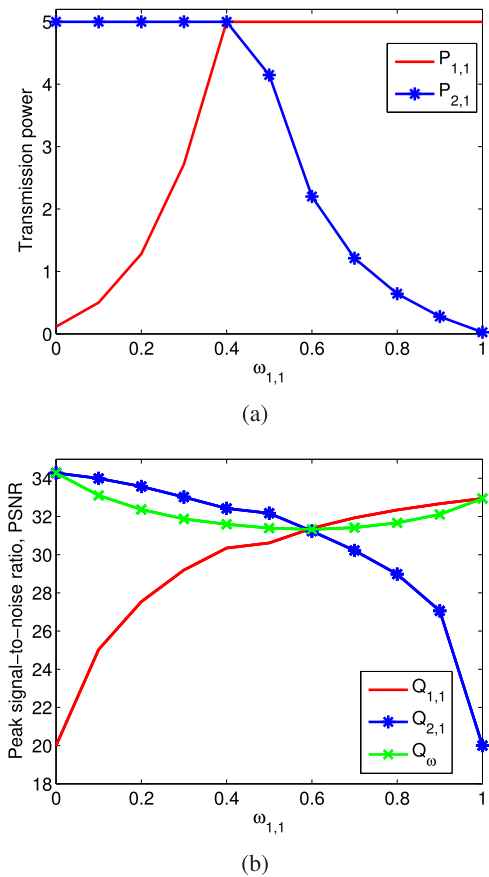 5
4
3
2
1
0
Transmission power
P1,1
P2,1
0 0.2 0.4 0.6 0.8 1
ω1,1
(a)
34
32
30
28
26
24
22
20
18
Peak signal-to-noise ratio, PSNR
Q1,1
Q2,1
Qω
0 0.2 0.4 0.6 0.8 1
ω1,1
(b)